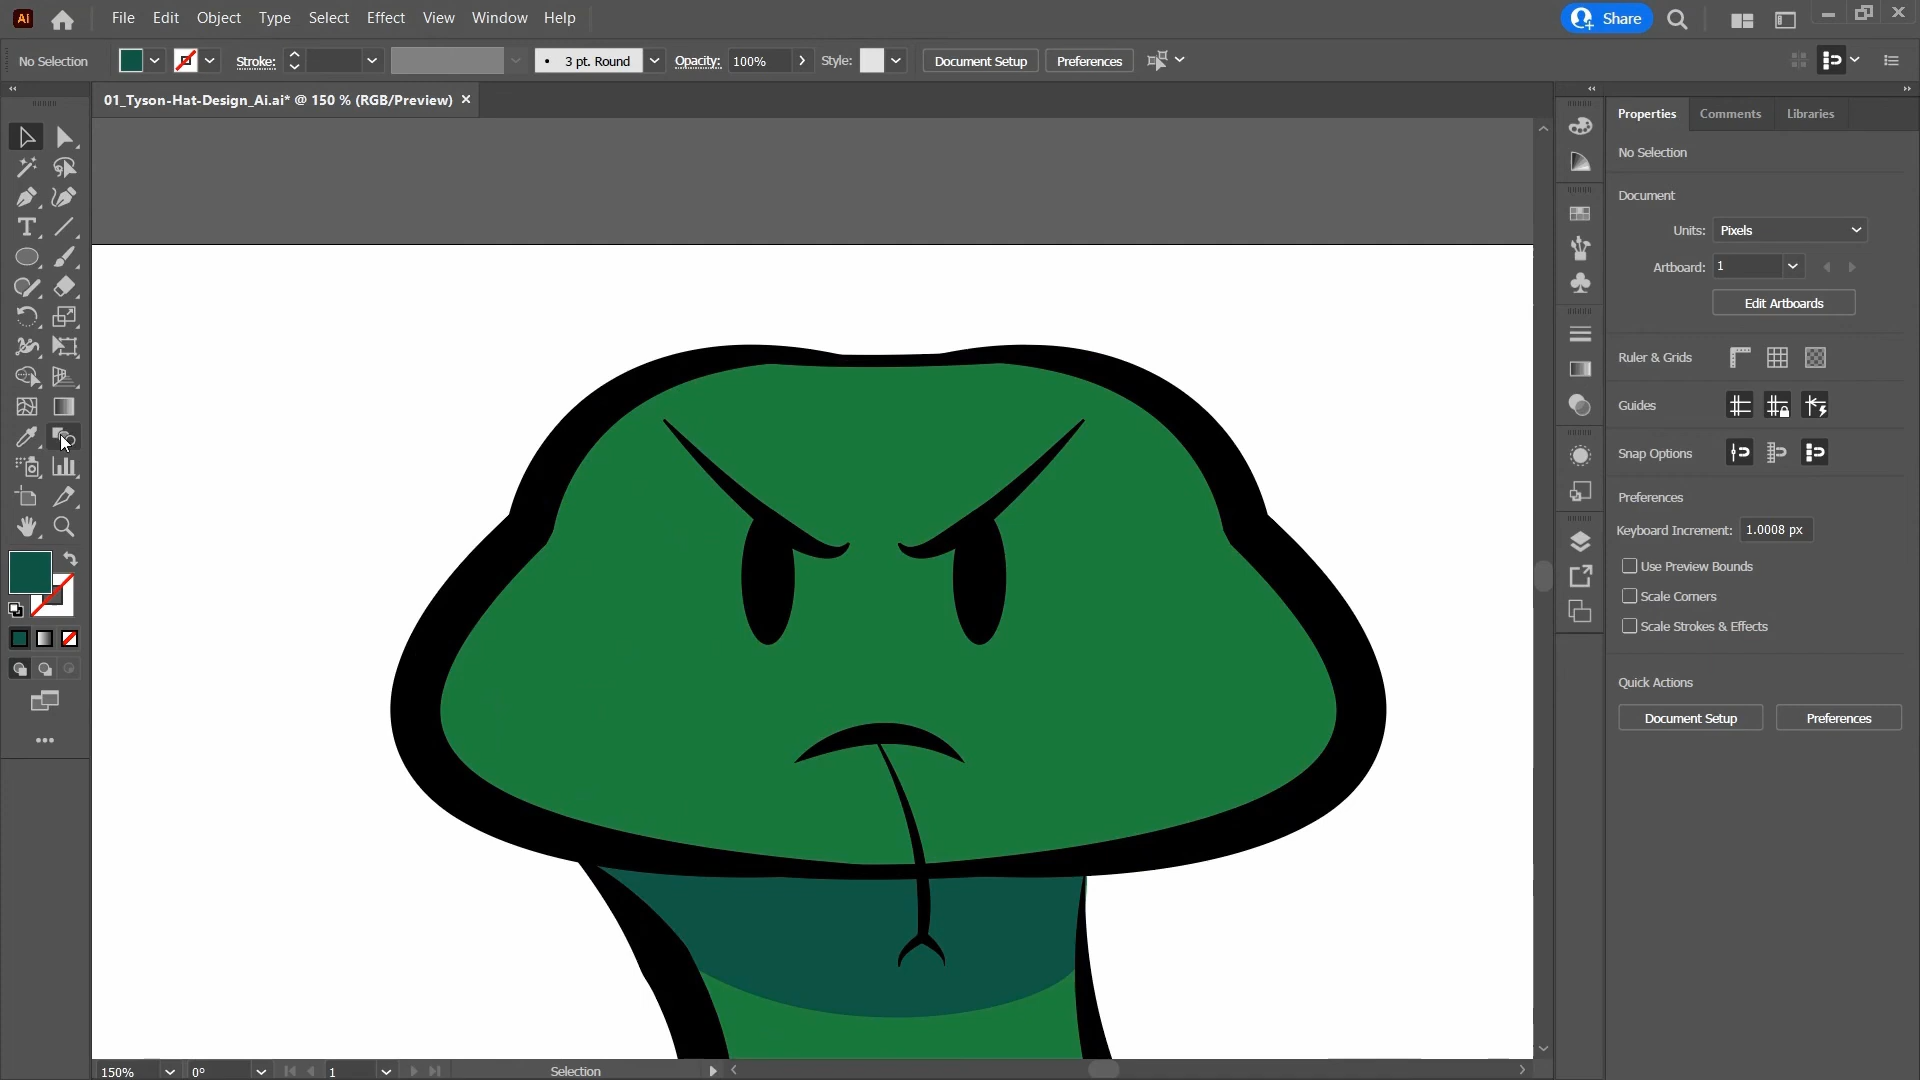 Ai File Edit Object Type Select Effect View Window Help Share
No Selection Stroke: 3 pt. Round Opacity: 100% Style: Document Setup Preferences
01_Tyson-Hat-Design_Ai.ai* @ 150 % (RGB/Preview) ×
Properties Comments Libraries
No Selection
Document
Units: Pixels
Artboard: 1
Edit Artboards
Ruler & Grids
Guides
Snap Options
Preferences
Keyboard Increment: 1.0008 px
Use Preview Bounds
Scale Corners
Scale Strokes & Effects
Quick Actions
Document Setup Preferences
150% 0° 1 Selection